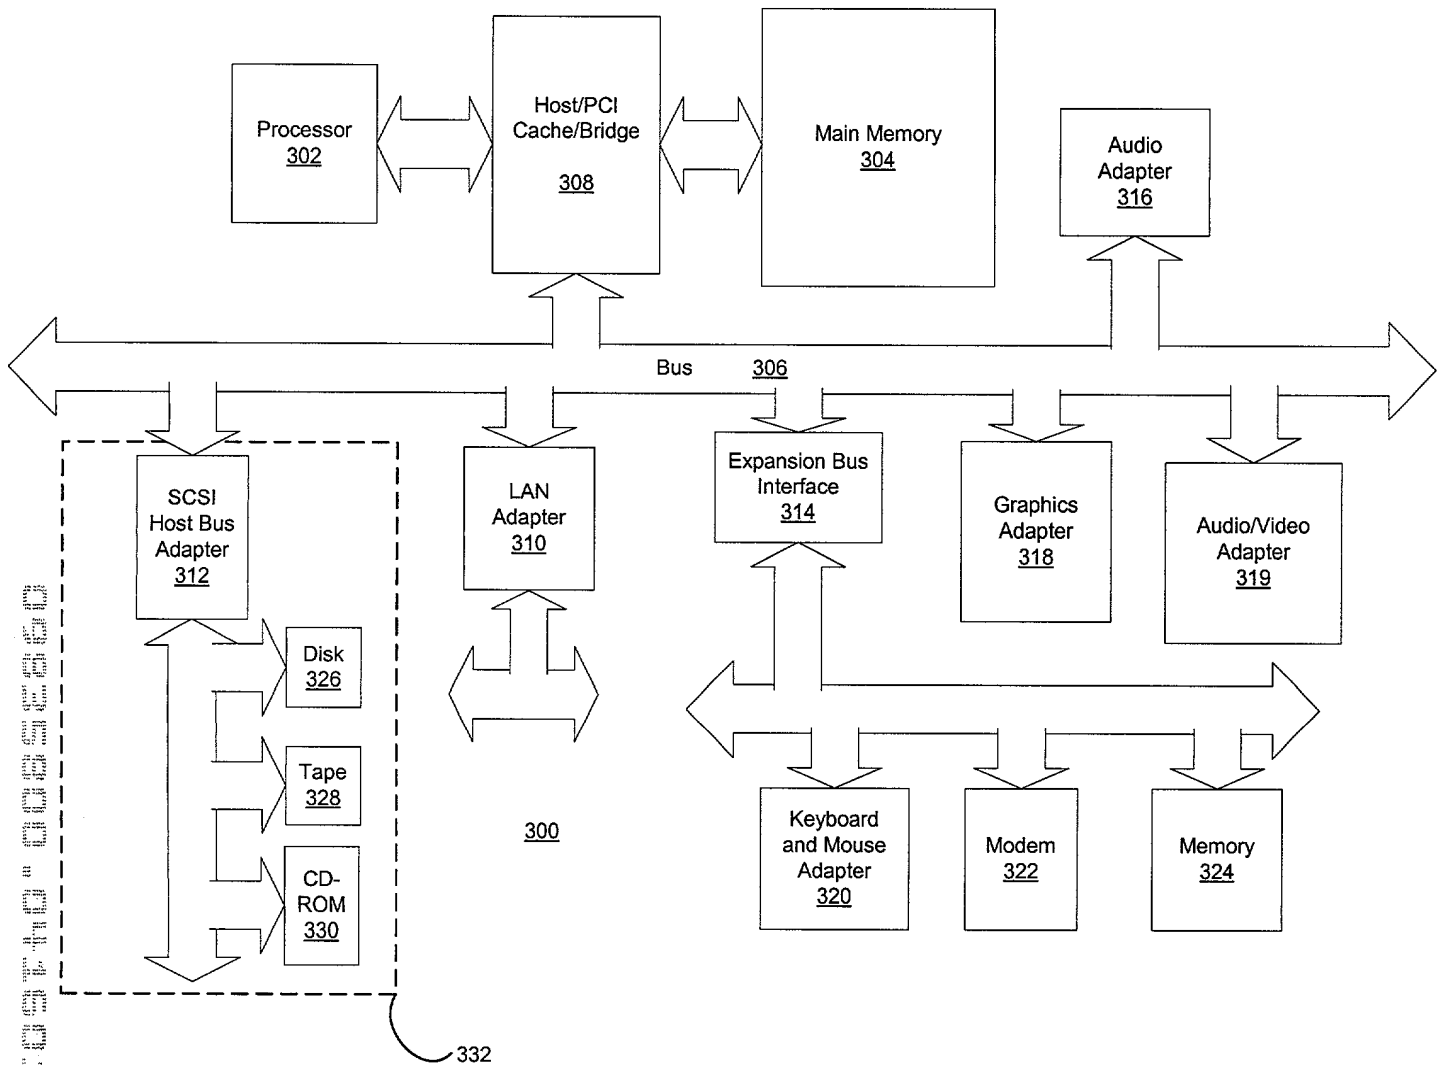 Processor
302
Host/PCI
Cache/Bridge
308
Main Memory
304
Audio
Adapter
316
Bus 306
SCSI
Host Bus
Adapter
312
LAN
Adapter
310
Expansion Bus
Interface
314
Graphics
Adapter
318
Audio/Video
Adapter
319
Disk
326
Tape
328
CD-
ROM
330
300
Keyboard
and Mouse
Adapter
320
Modem
322
Memory
324
332